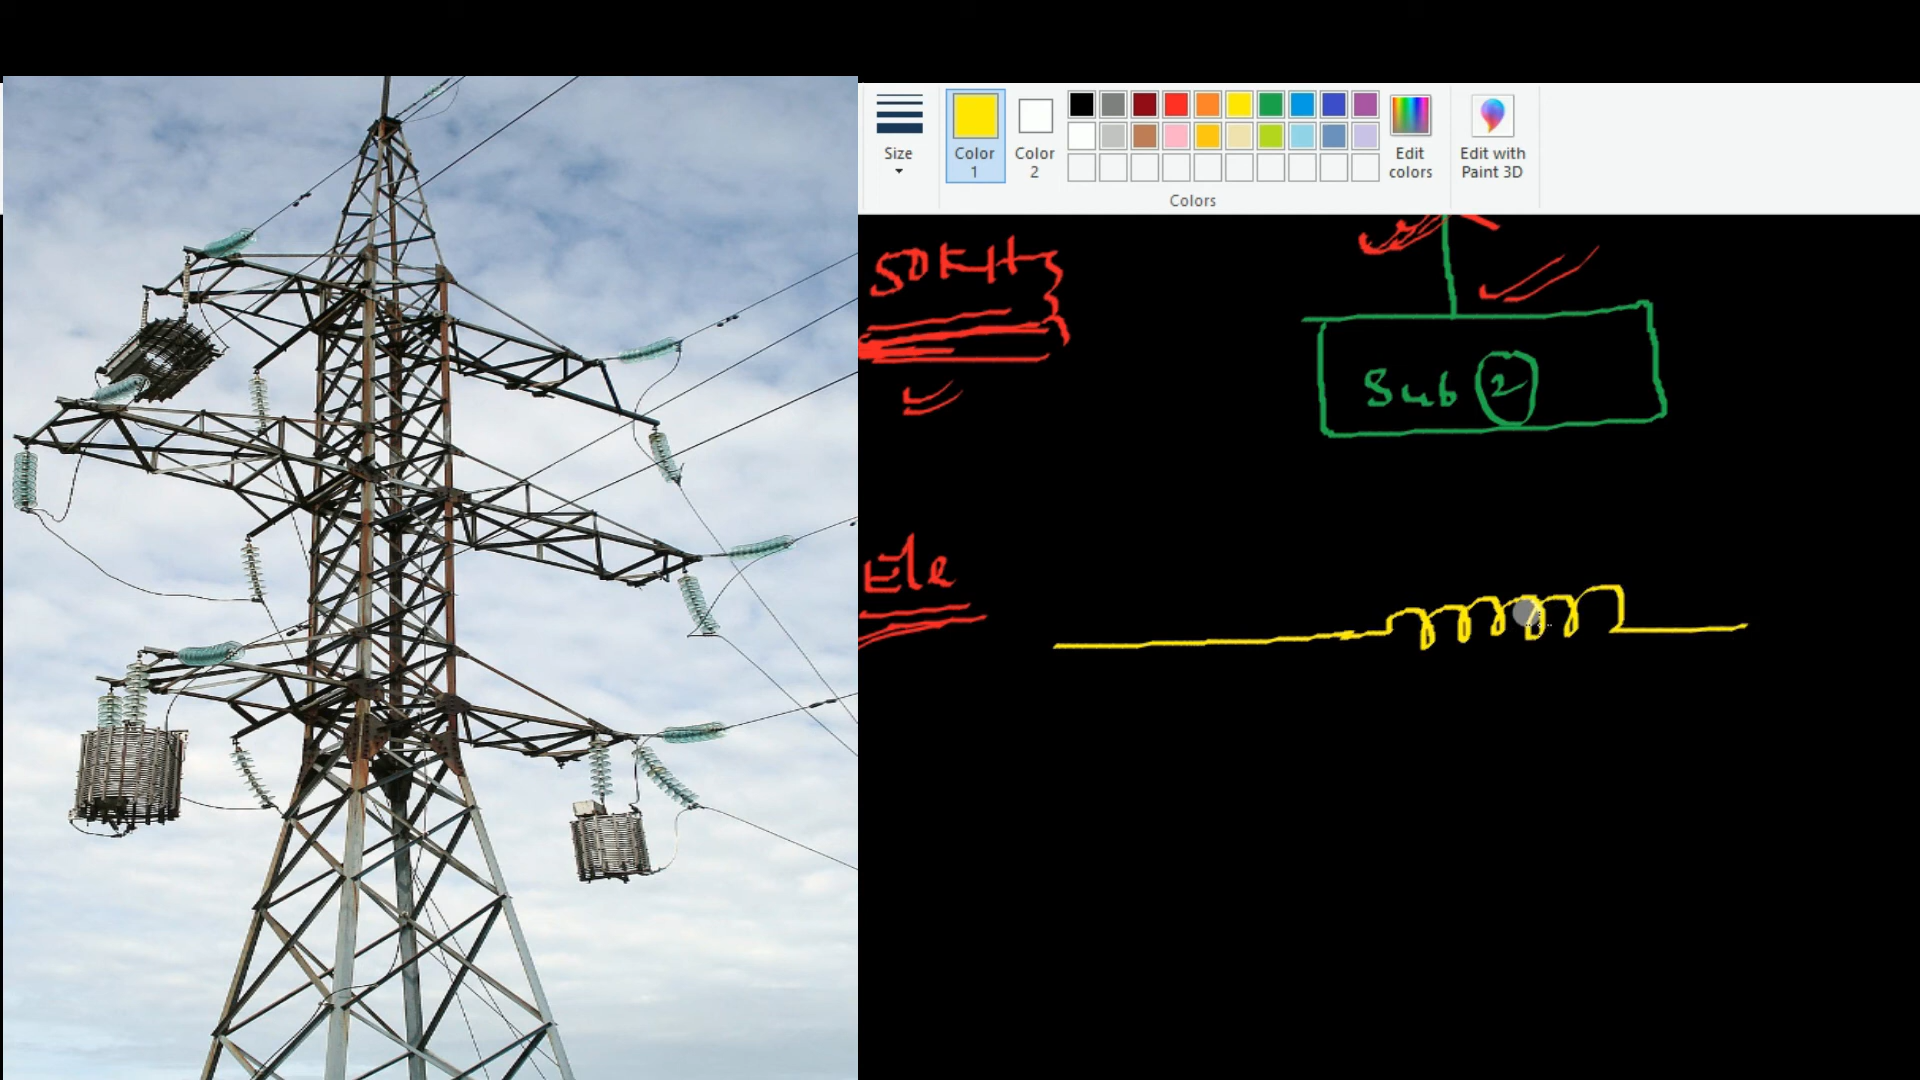 Size
Color
1
Color
2
Edit
colors
Edit with
Paint 3D
Colors
50KHz
Sub 2
Ele